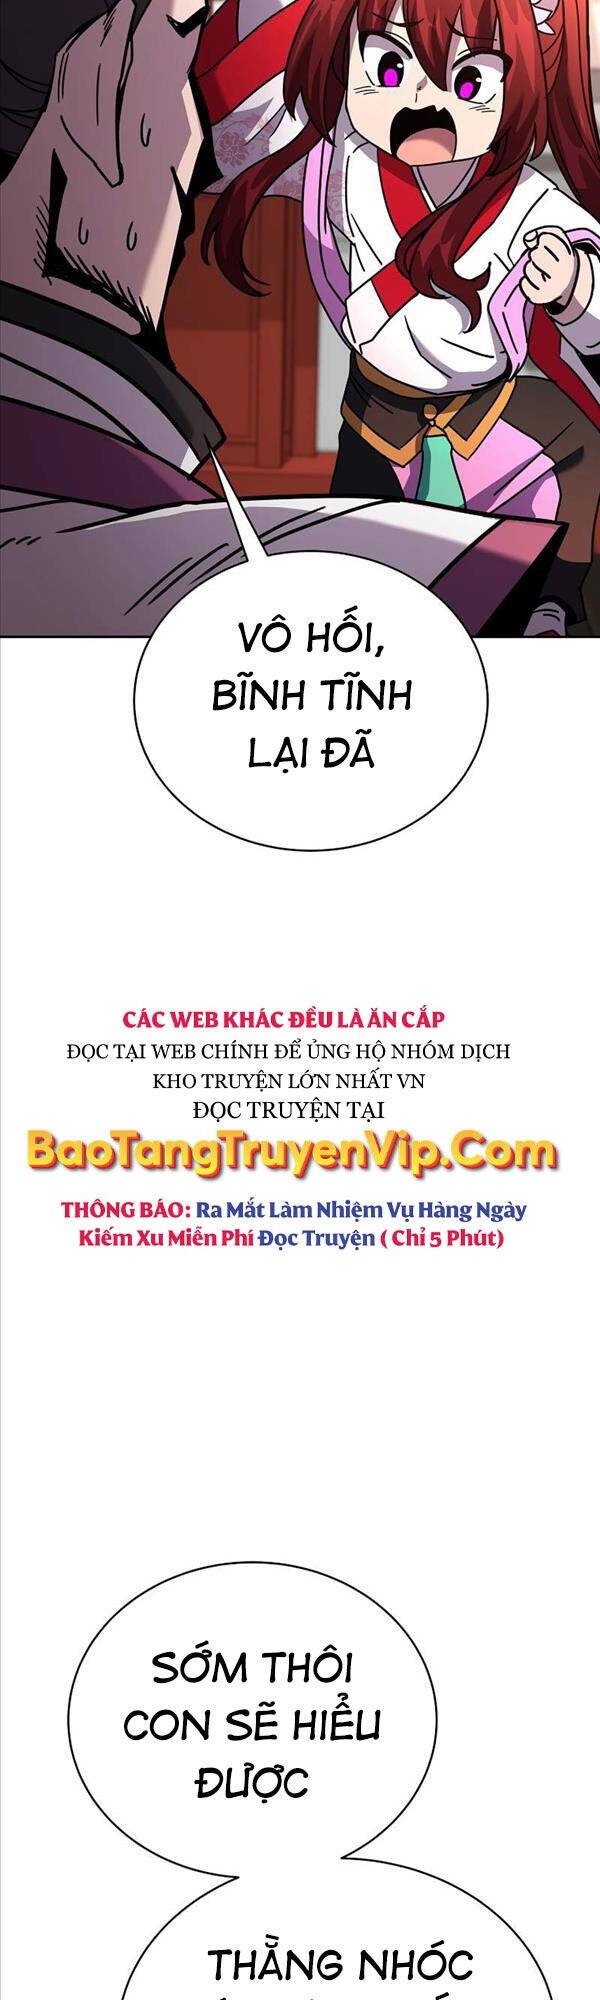 VÔ HỐI,
BĨNH TĨNH
LẠI ĐÃ
CÁC WEB KHÁC ĐỀU LÀ ĂN CẮP
ĐỌC TẠI WEB CHÍNH ĐỂ ỦNG HỘ NHÓM DỊCH
KHO TRUYỆN LỚN NHẤT VN
ĐỌC TRUYỆN TẠI
BaoTangTruyenVip.Com
THÔNG BÁO: Ra Mắt Làm Nhiệm Vụ Hàng Ngày
Kiếm Xu Miễn Phí Đọc Truyện ( Chỉ 5 Phút)
SỚM THÔI
CON SẼ HIỂU
ĐƯỢC
THẰNG NHÓC